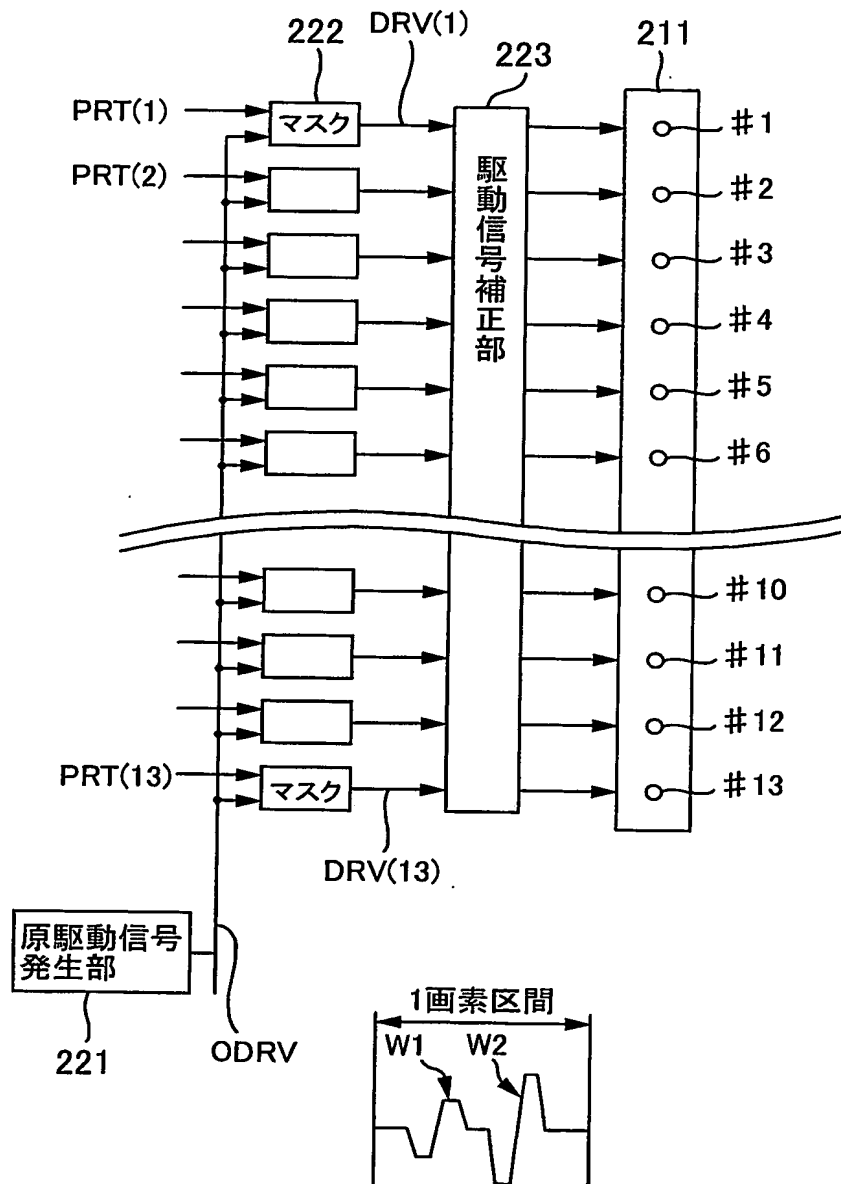 222
DRV(1)
223
211
PRT(1)
マスク
#1
PRT(2)
#2
駆動信号補正部
#3
#4
#5
#6
#10
#11
#12
PRT(13)
マスク
#13
DRV(13)
原駆動信号
発生部
221
ODRV
1画素区間
W1
W2